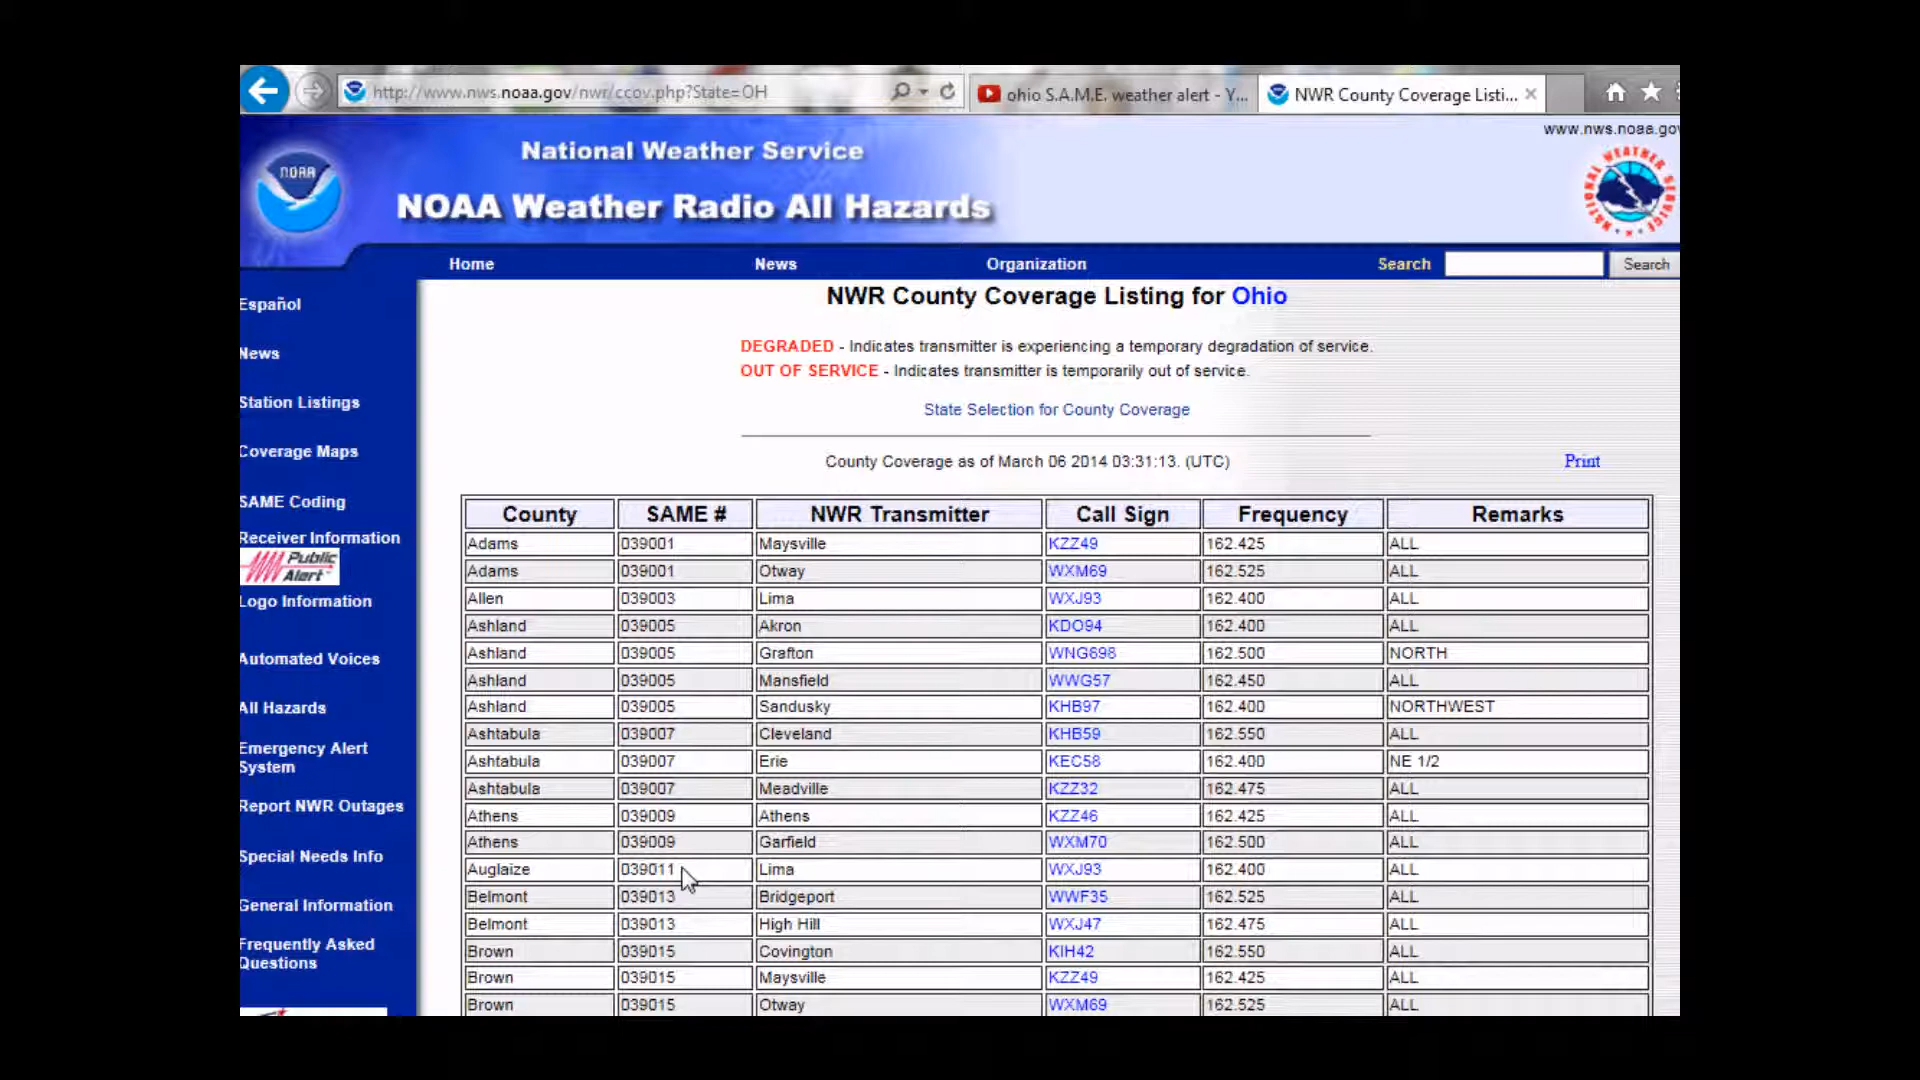 http://www.nws.noaa.gov/nwr/ccov.php?State=OH
ohio S.A.M.E. weather alert - Y...
NWR County Coverage Listi...
www.nws.noaa.gov
NOAA
National Weather Service
NOAA Weather Radio All Hazards
NATIONAL WEATHER SERVICE
Home News Organization Search Search
Español
News
Station Listings
Coverage Maps
SAME Coding
Receiver Information
Public
Alert
Logo Information
Automated Voices
All Hazards
Emergency Alert
System
Report NWR Outages
Special Needs Info
General Information
Frequently Asked
Questions
NWR County Coverage Listing for Ohio
DEGRADED - Indicates transmitter is experiencing a temporary degradation of service.
OUT OF SERVICE - Indicates transmitter is temporarily out of service.
State Selection for County Coverage
County Coverage as of March 06 2014 03:31:13. (UTC) Print
County SAME # NWR Transmitter Call Sign Frequency Remarks
Adams 039001 Maysville KZZ49 162.425 ALL
Adams 039001 Otway WXM69 162.525 ALL
Allen 039003 Lima WXJ93 162.400 ALL
Ashland 039005 Akron KDO94 162.400 ALL
Ashland 039005 Grafton WNG698 162.500 NORTH
Ashland 039005 Mansfield WWG57 162.450 ALL
Ashland 039005 Sandusky KHB97 162.400 NORTHWEST
Ashtabula 039007 Cleveland KHB59 162.550 ALL
Ashtabula 039007 Erie KEC58 162.400 NE 1/2
Ashtabula 039007 Meadville KZZ32 162.475 ALL
Athens 039009 Athens KZZ46 162.425 ALL
Athens 039009 Garfield WXM70 162.500 ALL
Auglaize 039011 Lima WXJ93 162.400 ALL
Belmont 039013 Bridgeport WWF35 162.525 ALL
Belmont 039013 High Hill WXJ47 162.475 ALL
Brown 039015 Covington KIH42 162.550 ALL
Brown 039015 Maysville KZZ49 162.425 ALL
Brown 039015 Otway WXM69 162.525 ALL